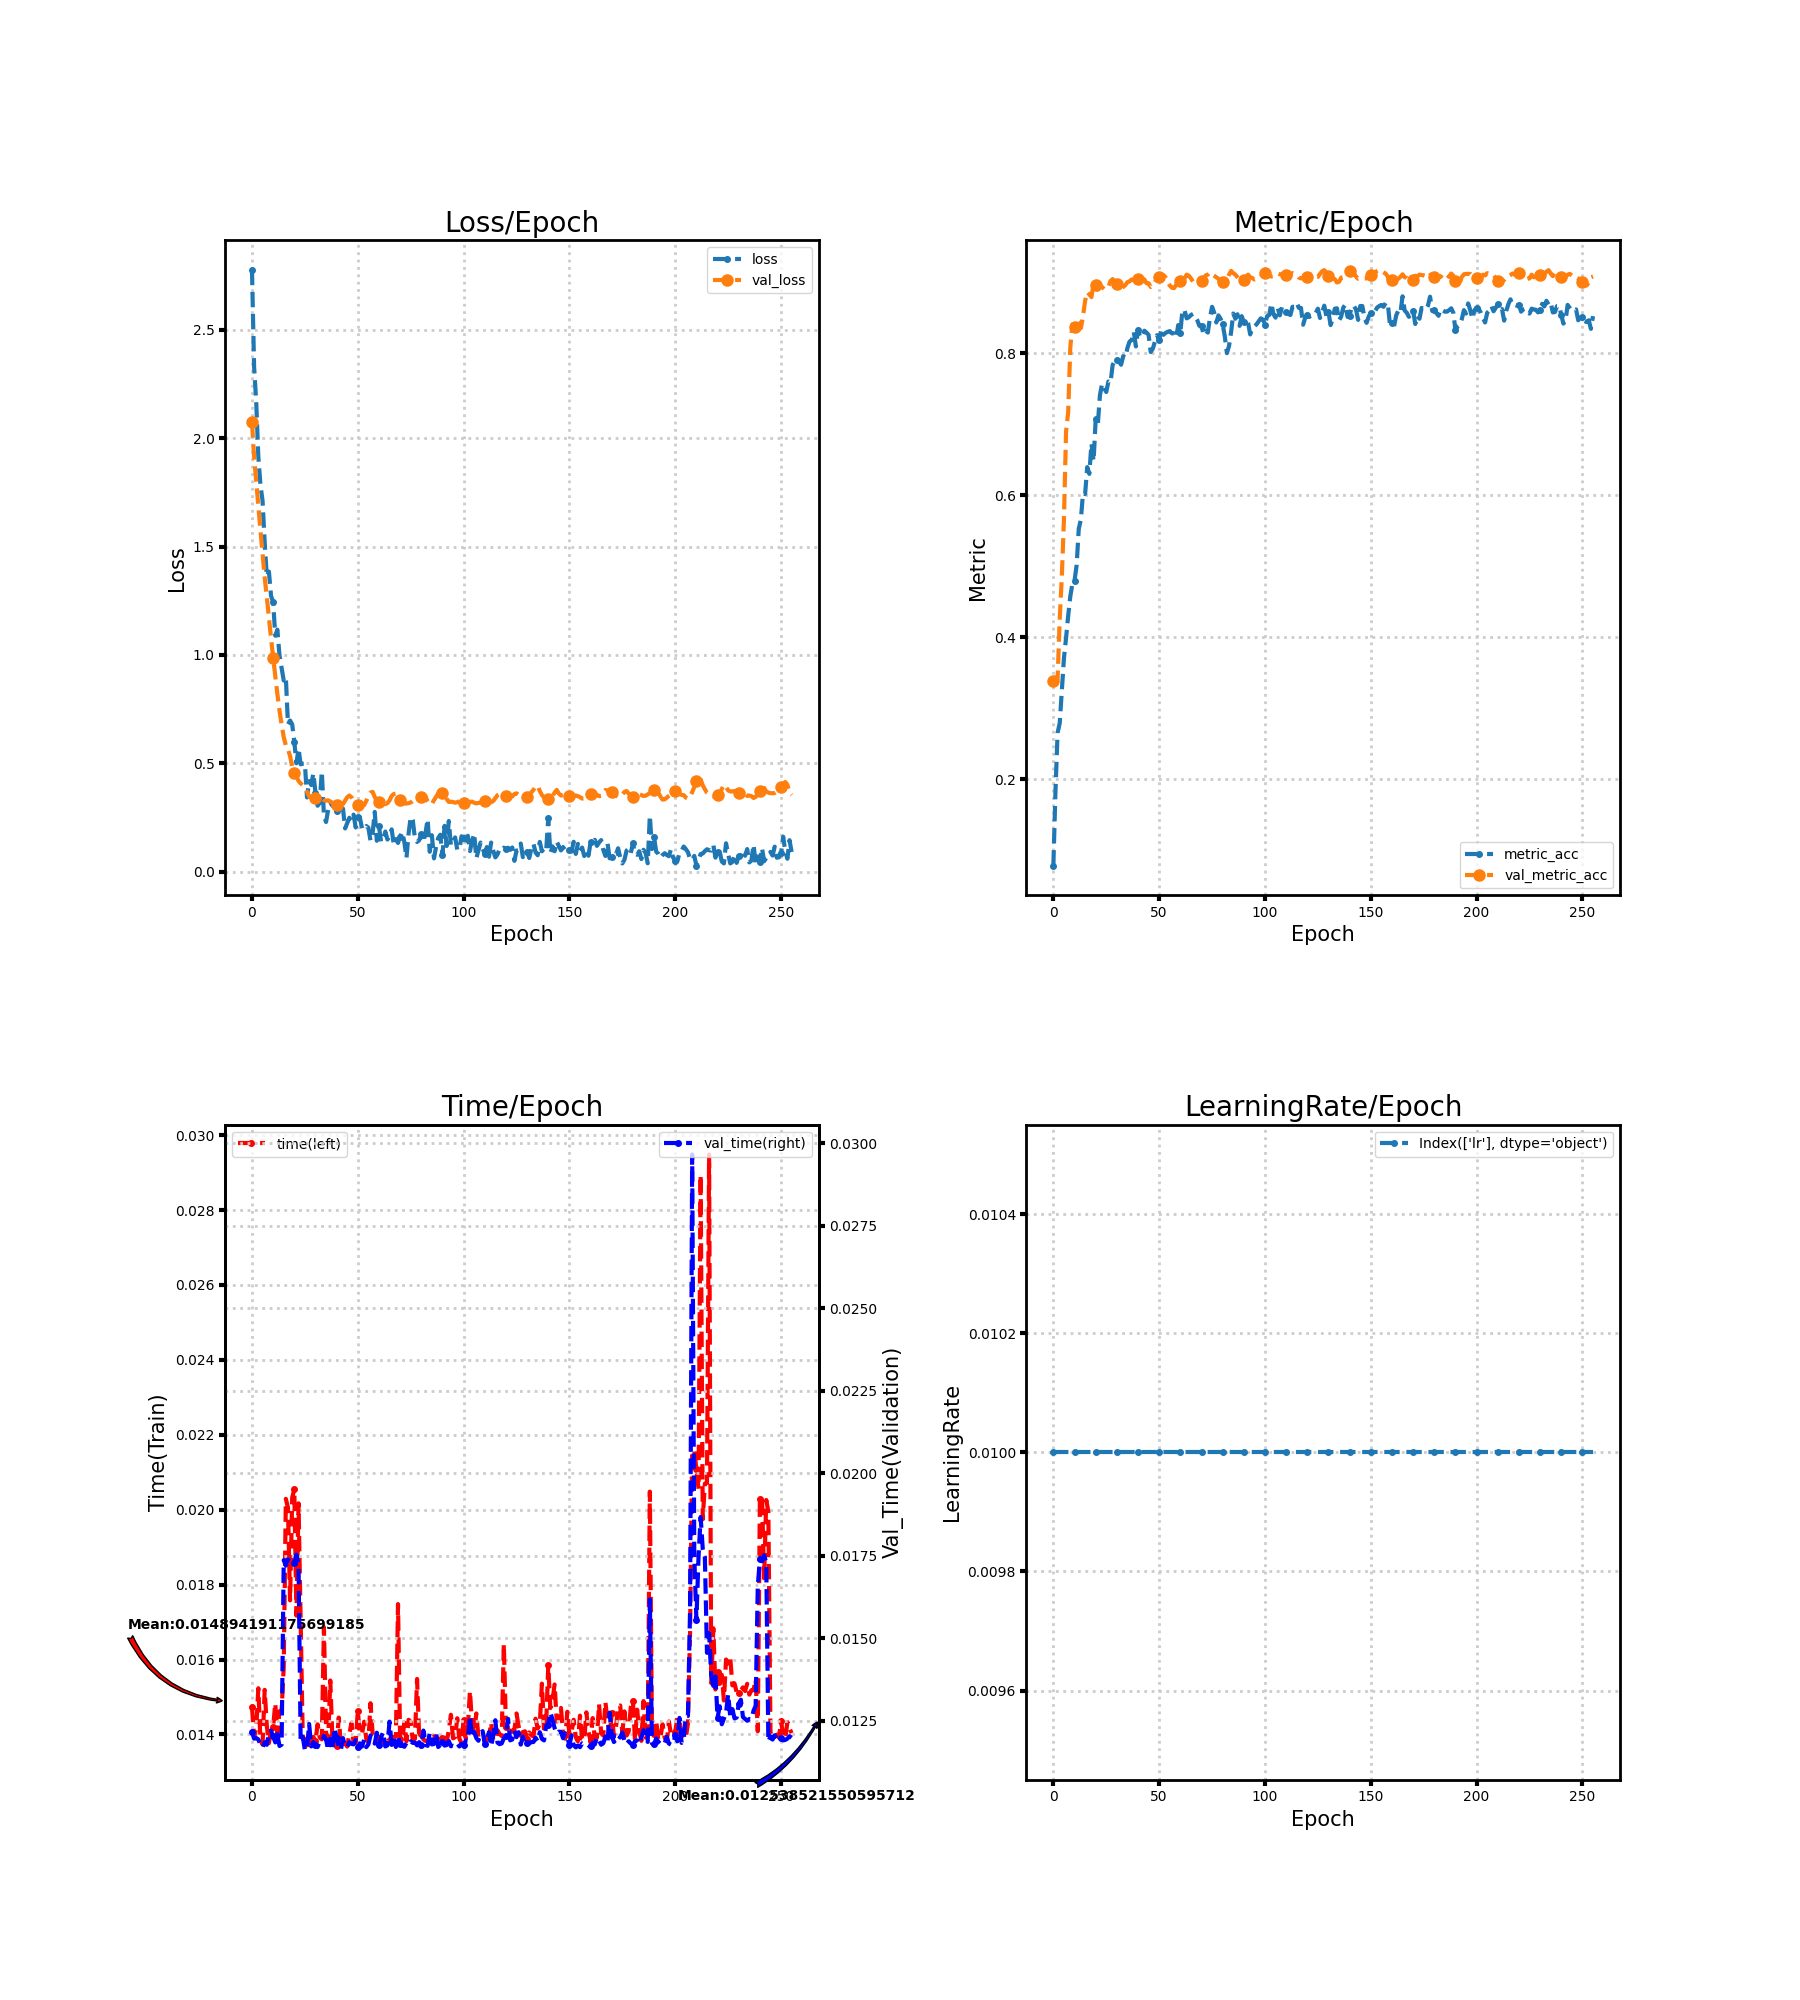 Loss/Epoch
loss
val_loss
2.5
2.0
1.5
1.0
0.5
0.0
Loss
0 50 100 150 200 250
Epoch
Metric/Epoch
0.8
0.6
0.4
0.2
Metric
metric_acc
val_metric_acc
0 50 100 150 200 250
Epoch
Time/Epoch
time(left)
val_time(right)
0.030
0.028
0.026
0.024
0.022
0.020
0.018
0.016
0.014
Time(Train)
Mean:0.014894191175699185
0.0300
0.0275
0.0250
0.0225
0.0200
0.0175
0.0150
0.0125
Val_Time(Validation)
0 50 100 150 200 250
Mean:0.012538521550595712
Epoch
LearningRate/Epoch
Index(['lr'], dtype='object')
0.0104
0.0102
0.0100
0.0098
0.0096
LearningRate
0 50 100 150 200 250
Epoch